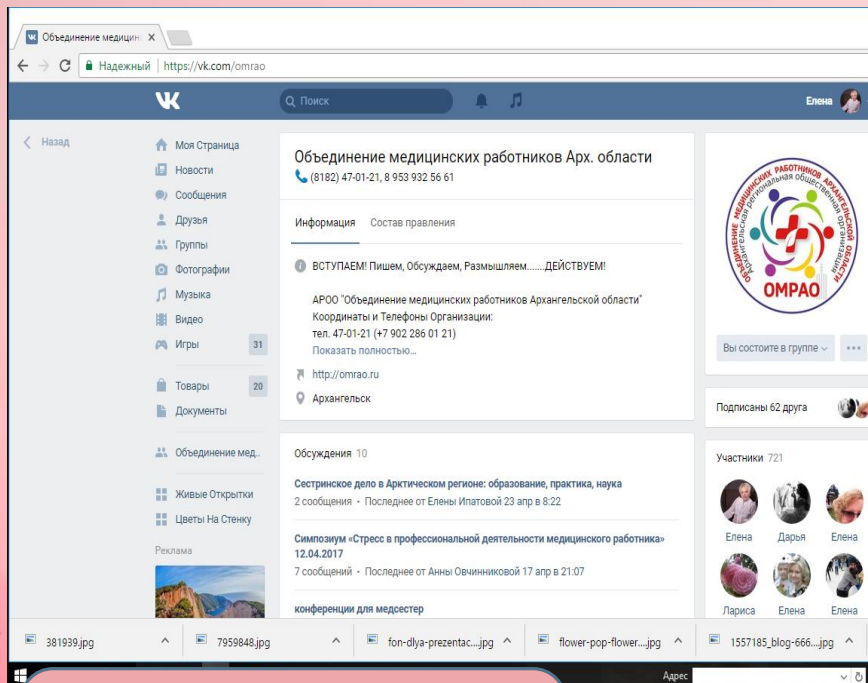 Объединение медицин
Надежный | https://vk.com/omrao
Поиск
Елена
Назад
Моя Страница
Новости
Сообщения
Друзья
Группы
Фотографии
Музыка
Видео
Игры 31
Товары 20
Документы
Объединение мед..
Живые Открытки
Цветы На Стенку
Реклама
Объединение медицинских работников Арх. области
(8182) 47-01-21, 8 953 932 56 61
Информация Состав правления
ВСТУПАЕМ! Пишем, Обсуждаем, Размышляем.......ДЕЙСТВУЕМ!
АРОО "Объединение медицинских работников Архангельской области"
Координаты и Телефоны Организации:
тел. 47-01-21 (+7 902 286 01 21)
Показать полностью...
http://omrao.ru
Архангельск
Обсуждения 10
Сестринское дело в Арктическом регионе: образование, практика, наука
2 сообщения · Последнее от Елены Ипатовой 23 апр в 8:22
Симпозиум «Стресс в профессиональной деятельности медицинского работника»
12.04.2017
7 сообщений · Последнее от Анны Овчинниковой 17 апр в 21:07
конференции для медсестер
ОБЪЕДИНЕНИЕ МЕДИЦИНСКИХ РАБОТНИКОВ АРХАНГЕЛЬСКОЙ ОБЛАСТИ
Архангельская региональная общественная организация
ОМРАО
Вы состоите в группе
Подписаны 62 друга
Участники 721
Елена Дарья Елена
Лариса Елена Елена
381939.jpg
7959848.jpg
fon-dlya-prezentac....jpg
flower-pop-flower....jpg
1557185_blog-666....jpg
Адрес